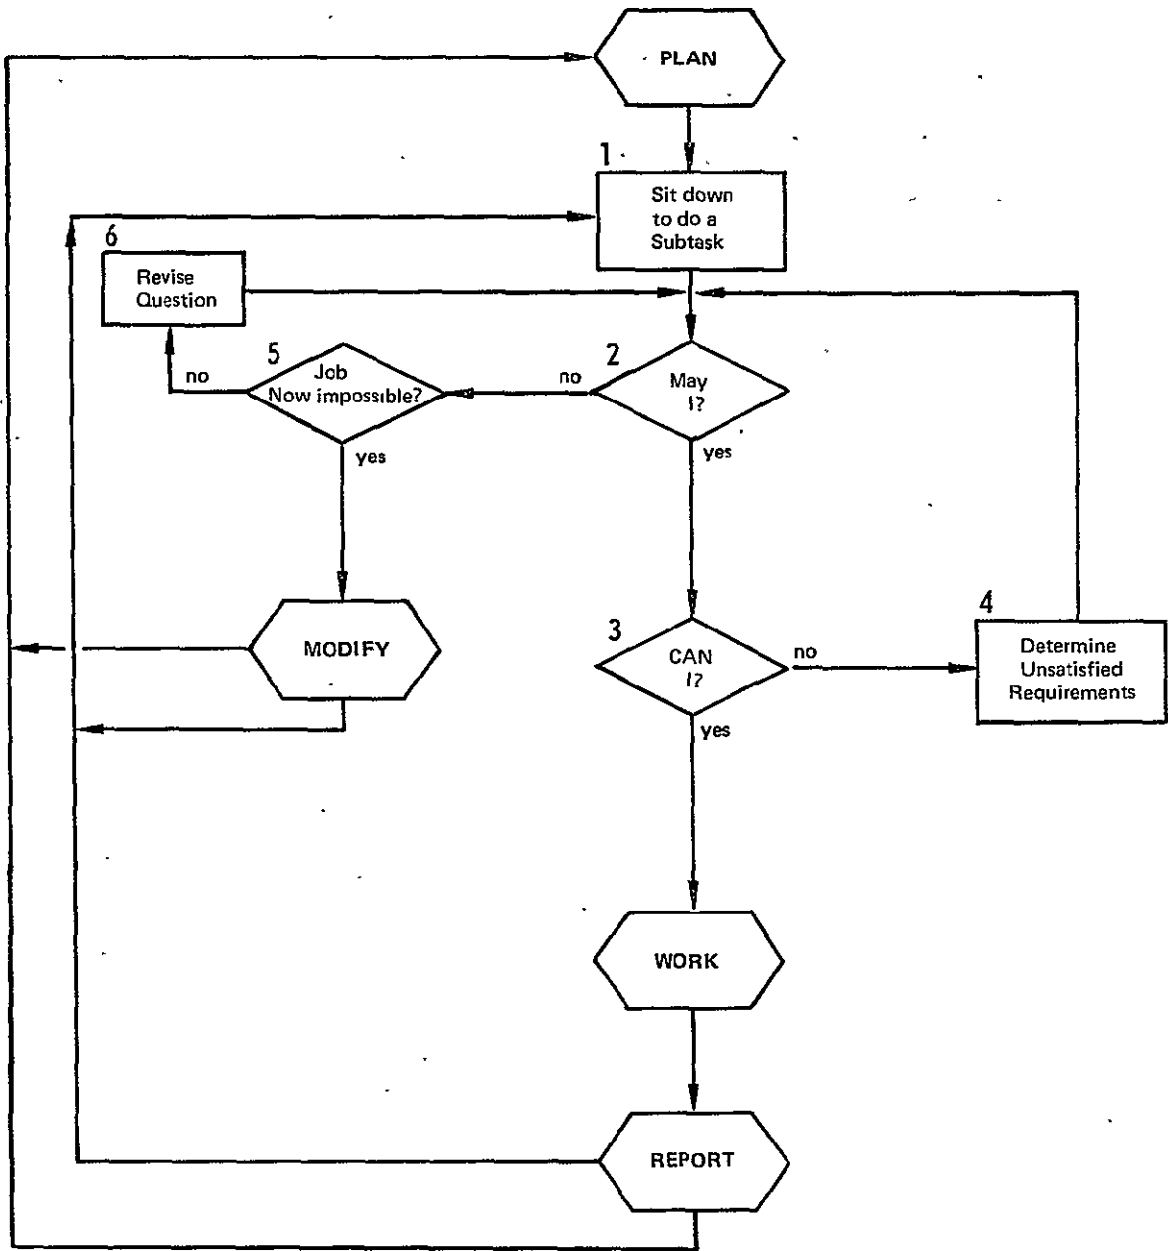 PLAN
1
Sit down
to do a
Subtask
6
Revise
Question
5
Job
Now impossible?
no
yes
2
May
I?
no
yes
MODIFY
3
CAN
I?
no
yes
4
Determine
Unsatisfied
Requirements
WORK
REPORT